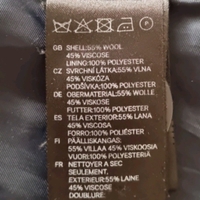 GB SHELL:55% WOOL
45% VISCOSE
LINING:100% POLYESTER
CZ SVRCHNÍ LÁTKA:55% VLNA
45% VISKÓZA
PODŠÍVKA:100% POLYESTER
DE OBERMATERIAL:55% WOLLE
45% VISKOSE
FUTTER:100% POLYESTER
ES TELA EXTERIOR:55% LANA
45% VISCOSA
FORRO:100% POLIÉSTER
FI PÄÄLLISKANGAS:
55% VILLAA 45% VISKOOSIA
VUORI:100% POLYESTERIA
FR NETTOYER A SEC
SEULEMENT.
EXTERIEUR:55% LAINE
45% VISCOSE
DOUBLURE: